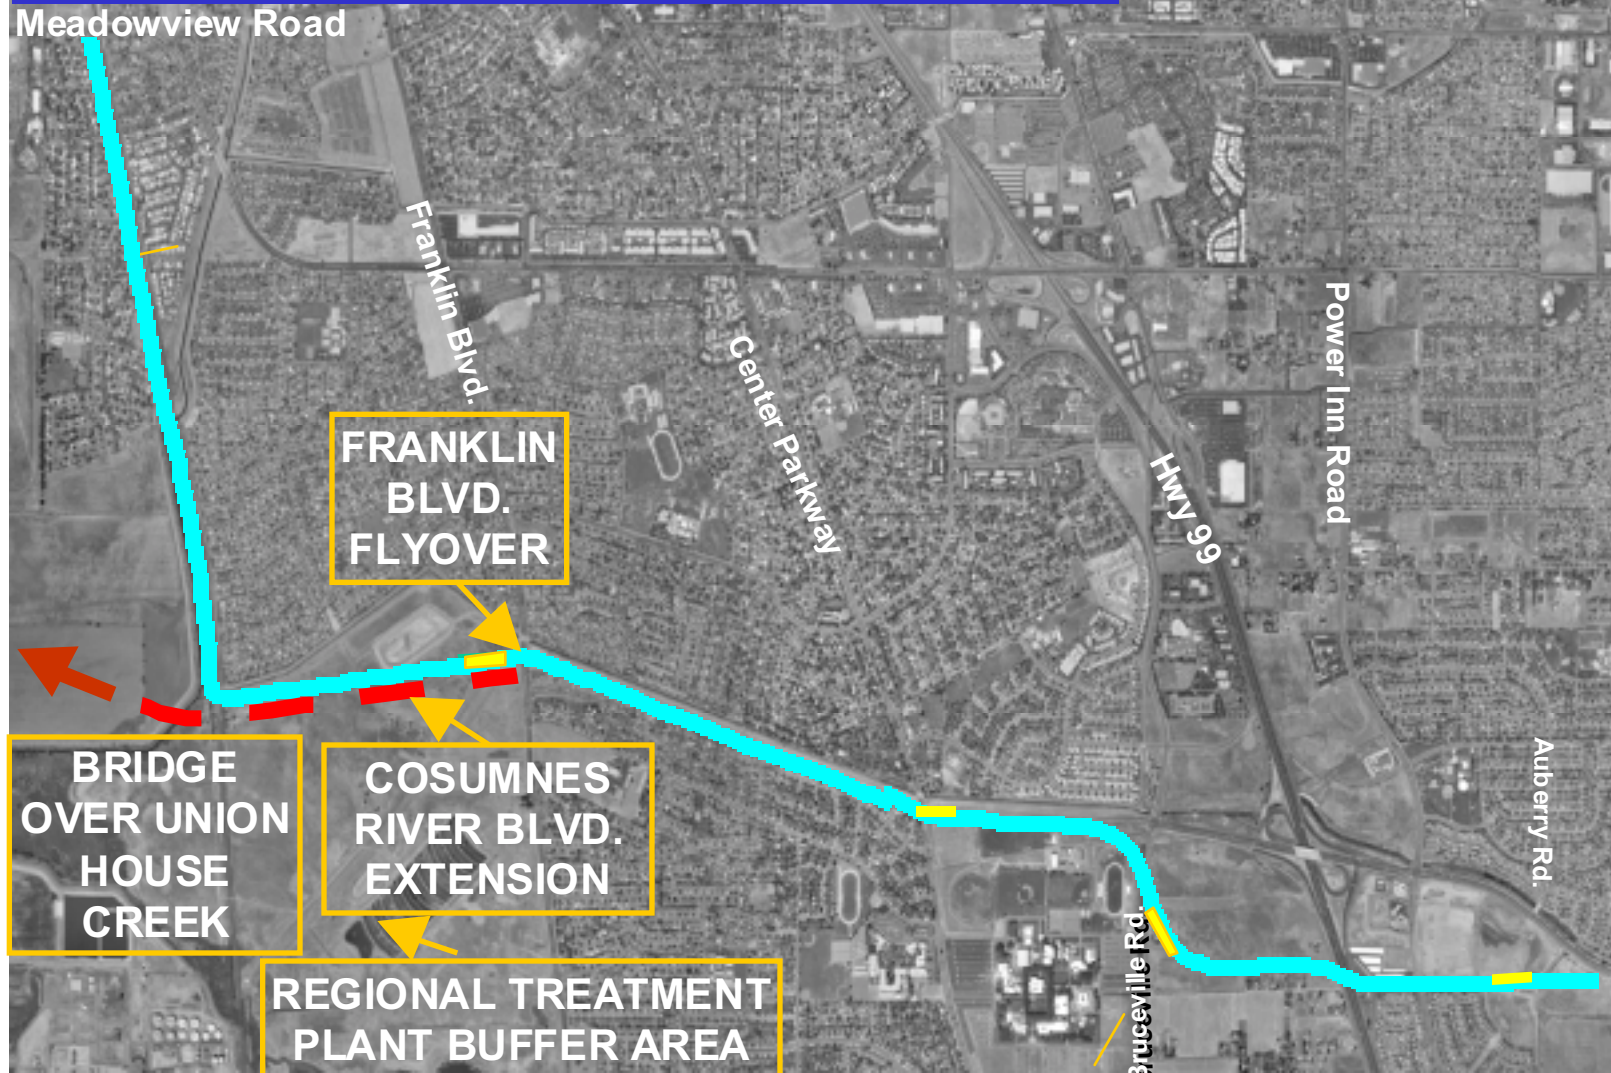 Meadowview Road
Franklin Blvd.
Center Parkway
Hwy 99
Power Inn Road
FRANKLIN
BLVD.
FLYOVER
BRIDGE
OVER UNION
HOUSE
CREEK
COSUMNES
RIVER BLVD.
EXTENSION
Auberry Rd.
Bruceville Rd.
REGIONAL TREATMENT
PLANT BUFFER AREA